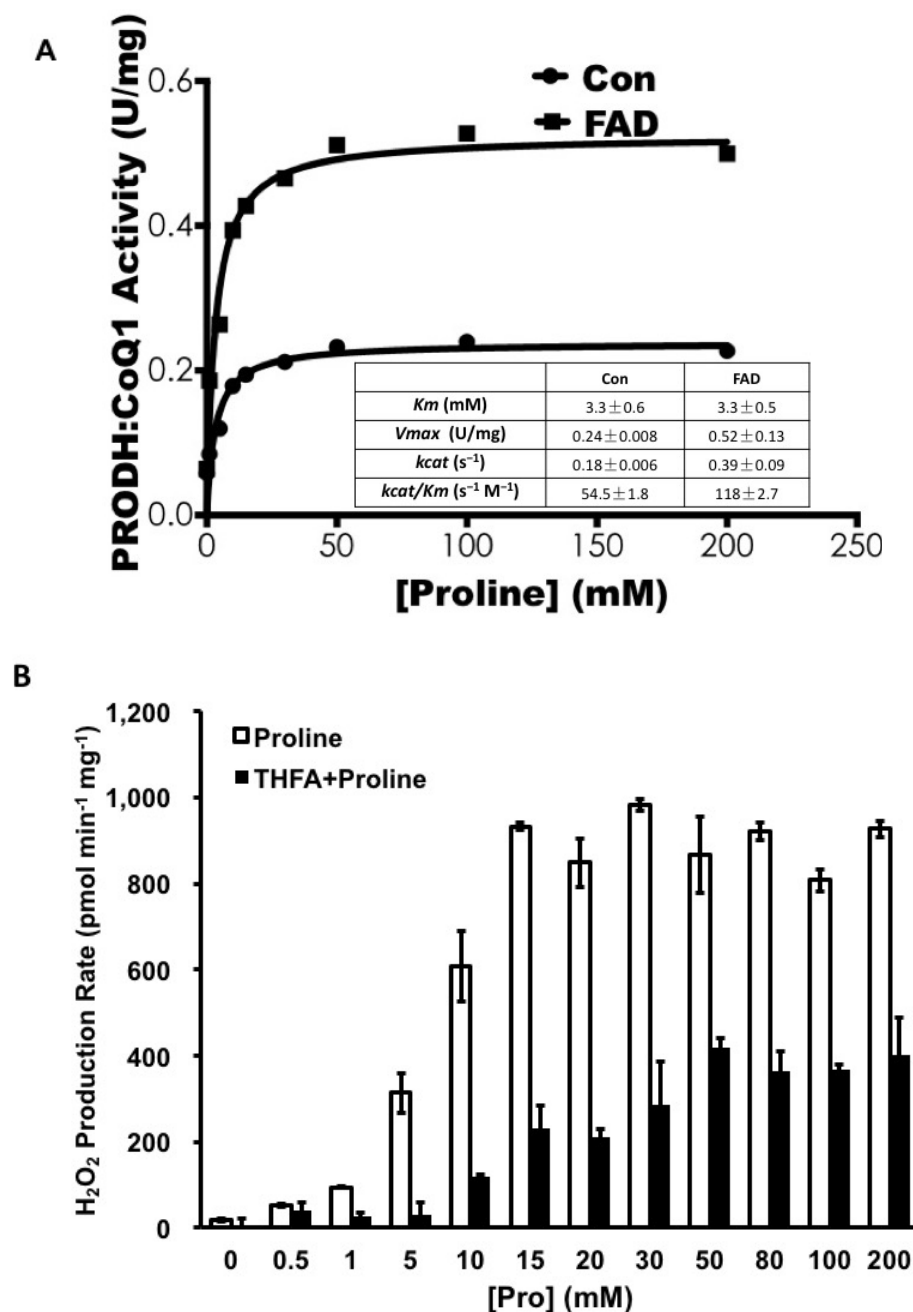 A
PRODH:CoQ1 Activity (U/mg)
0.6
0.4
0.2
0.0
Con
FAD
Con FAD
Km (mM) 3.3±0.6 3.3±0.5
Vmax (U/mg) 0.24±0.008 0.52±0.13
kcat (s⁻¹) 0.18±0.006 0.39±0.09
kcat/Km (s⁻¹ M⁻¹) 54.5±1.8 118±2.7
0 50 100 150 200 250
[Proline] (mM)
B
H₂O₂ Production Rate (pmol min⁻¹ mg⁻¹)
1,200
1,000
800
600
400
200
0
Proline
THFA+Proline
0 0.5 1 5 10 15 20 30 50 80 100 200
[Pro] (mM)